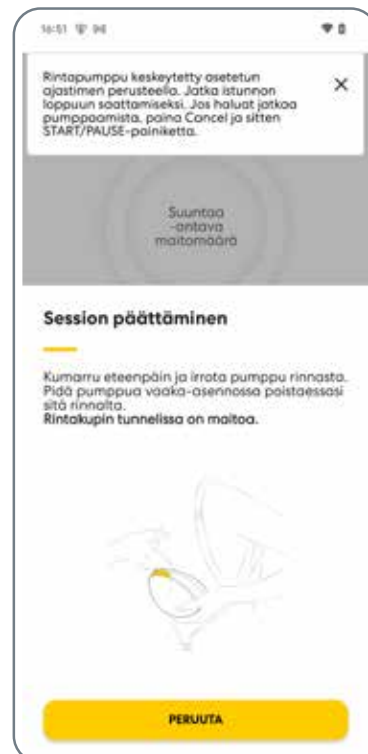 16:51
Rintapumppu keskeytetty asetetun
ajastimen perusteella. Jatka istunnon
loppuun saattamiseksi. Jos haluat jatkaa
pumppaamista, paina Cancel ja sitten
START/PAUSE-painiketta.
Suuntaa
-antava
maitomäärä
Session päättäminen
Kumarru eteenpäin ja irrota pumppu rinnasta.
Pidä pumppua vaaka-asennossa poistaessasi
sitä rinnalta.
Rintakupin tunnelissa on maitoa.
PERUUTA